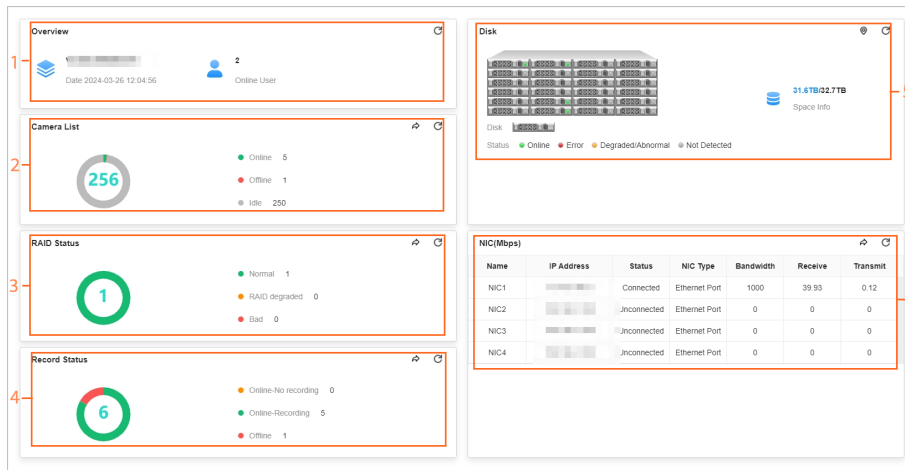 Overview
Date 2024-03-26 12:04:56
2
Online User
1
Camera List
256
Online 5
Offline 1
Idle 250
2
RAID Status
1
Normal 1
RAID degraded 0
Bad 0
3
Record Status
6
Online-No recording 0
Online-Recording 5
Offline 1
4
Disk
31.6TB/32.7TB
Space Info
Disk
Status Online Error Degraded/Abnormal Not Detected
NIC(Mbps)
Name IP Address Status NIC Type Bandwidth Receive Transmit
NIC1 Connected Ethernet Port 1000 39.93 0.12
NIC2 Unconnected Ethernet Port 0 0 0
NIC3 Unconnected Ethernet Port 0 0 0
NIC4 Unconnected Ethernet Port 0 0 0